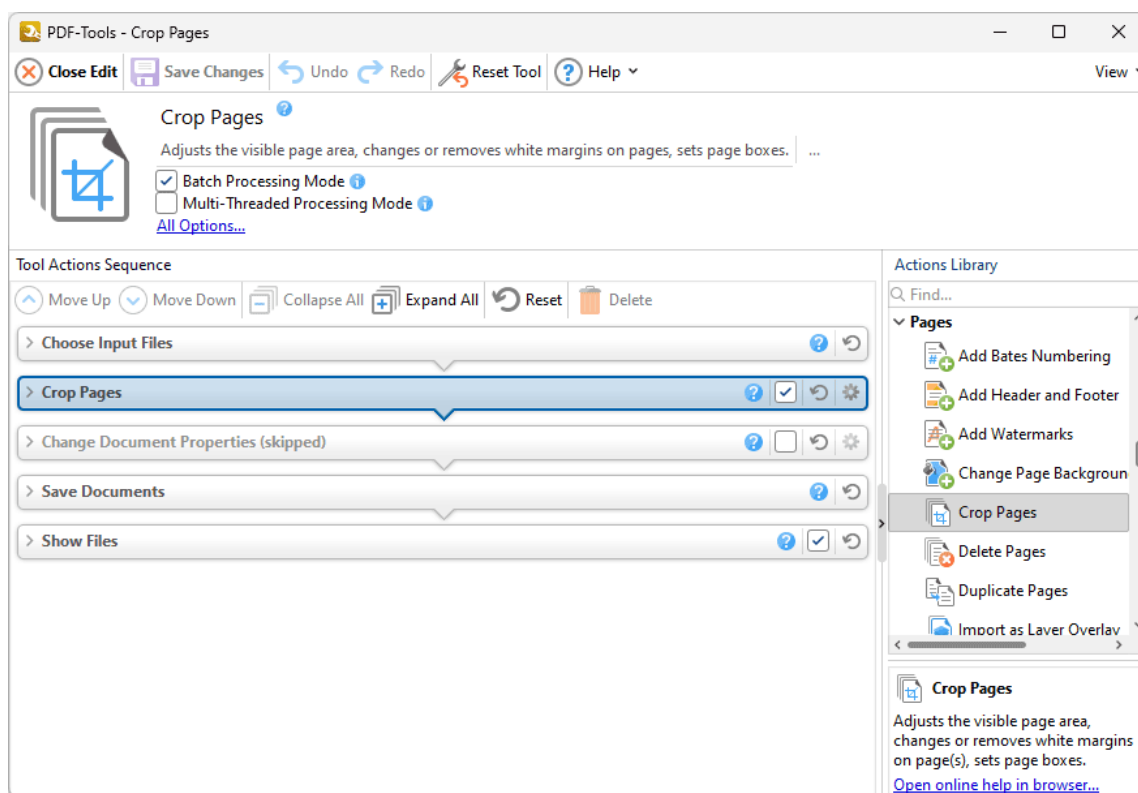 PDF-Tools - Crop Pages
Close Edit Save Changes Undo Redo Reset Tool ? Help View
Crop Pages ?
Adjusts the visible page area, changes or removes white margins on pages, sets page boxes. ...
Batch Processing Mode i
Multi-Threaded Processing Mode i
All Options...
Tool Actions Sequence
Move Up Move Down Collapse All Expand All Reset Delete
Choose Input Files ?
Crop Pages ?
Change Document Properties (skipped) ?
Save Documents ?
Show Files ?
Actions Library
Find...
Pages
Add Bates Numbering
Add Header and Footer
Add Watermarks
Change Page Backgroun
Crop Pages
Delete Pages
Duplicate Pages
Import as Layer Overlay
Crop Pages
Adjusts the visible page area,
changes or removes white margins
on page(s), sets page boxes.
Open online help in browser...